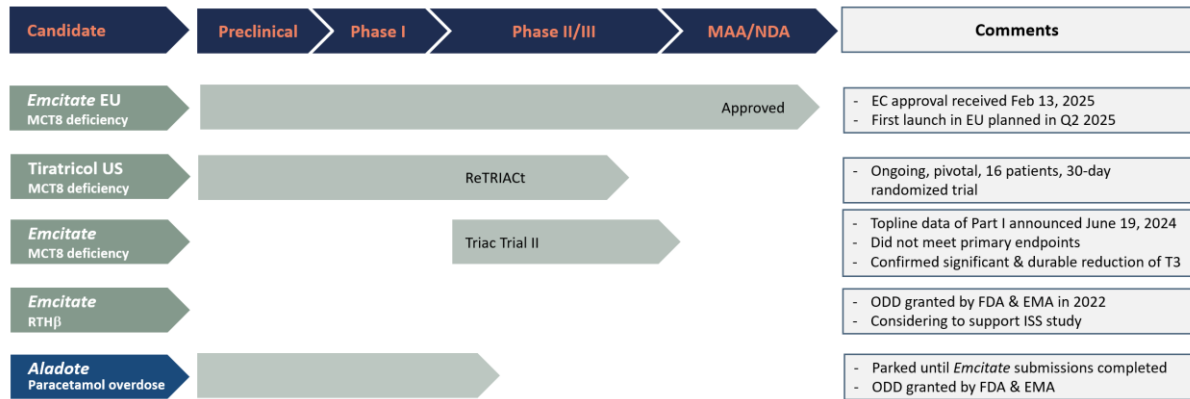 Candidate
Preclinical
Phase I
Phase II/III
MAA/NDA
Comments
Emcitate EU
MCT8 deficiency
Approved
- EC approval received Feb 13, 2025
- First launch in EU planned in Q2 2025
Tiratricol US
MCT8 deficiency
ReTRIACt
- Ongoing, pivotal, 16 patients, 30-day
randomized trial
Emcitate
MCT8 deficiency
Triac Trial II
- Topline data of Part I announced June 19, 2024
- Did not meet primary endpoints
- Confirmed significant & durable reduction of T3
Emcitate
RTHβ
- ODD granted by FDA & EMA in 2022
- Considering to support ISS study
Aladote
Paracetamol overdose
- Parked until Emcitate submissions completed
- ODD granted by FDA & EMA